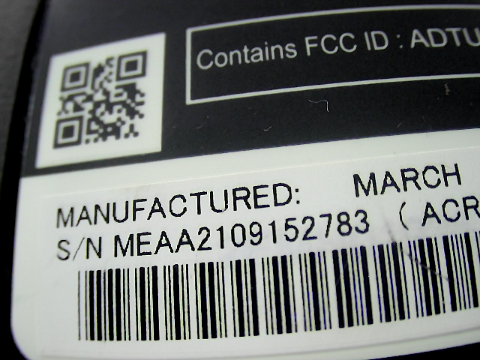 Contains FCC ID : ADTU
MANUFACTURED: MARCH
S/N MEAA2109152783 ( ACR